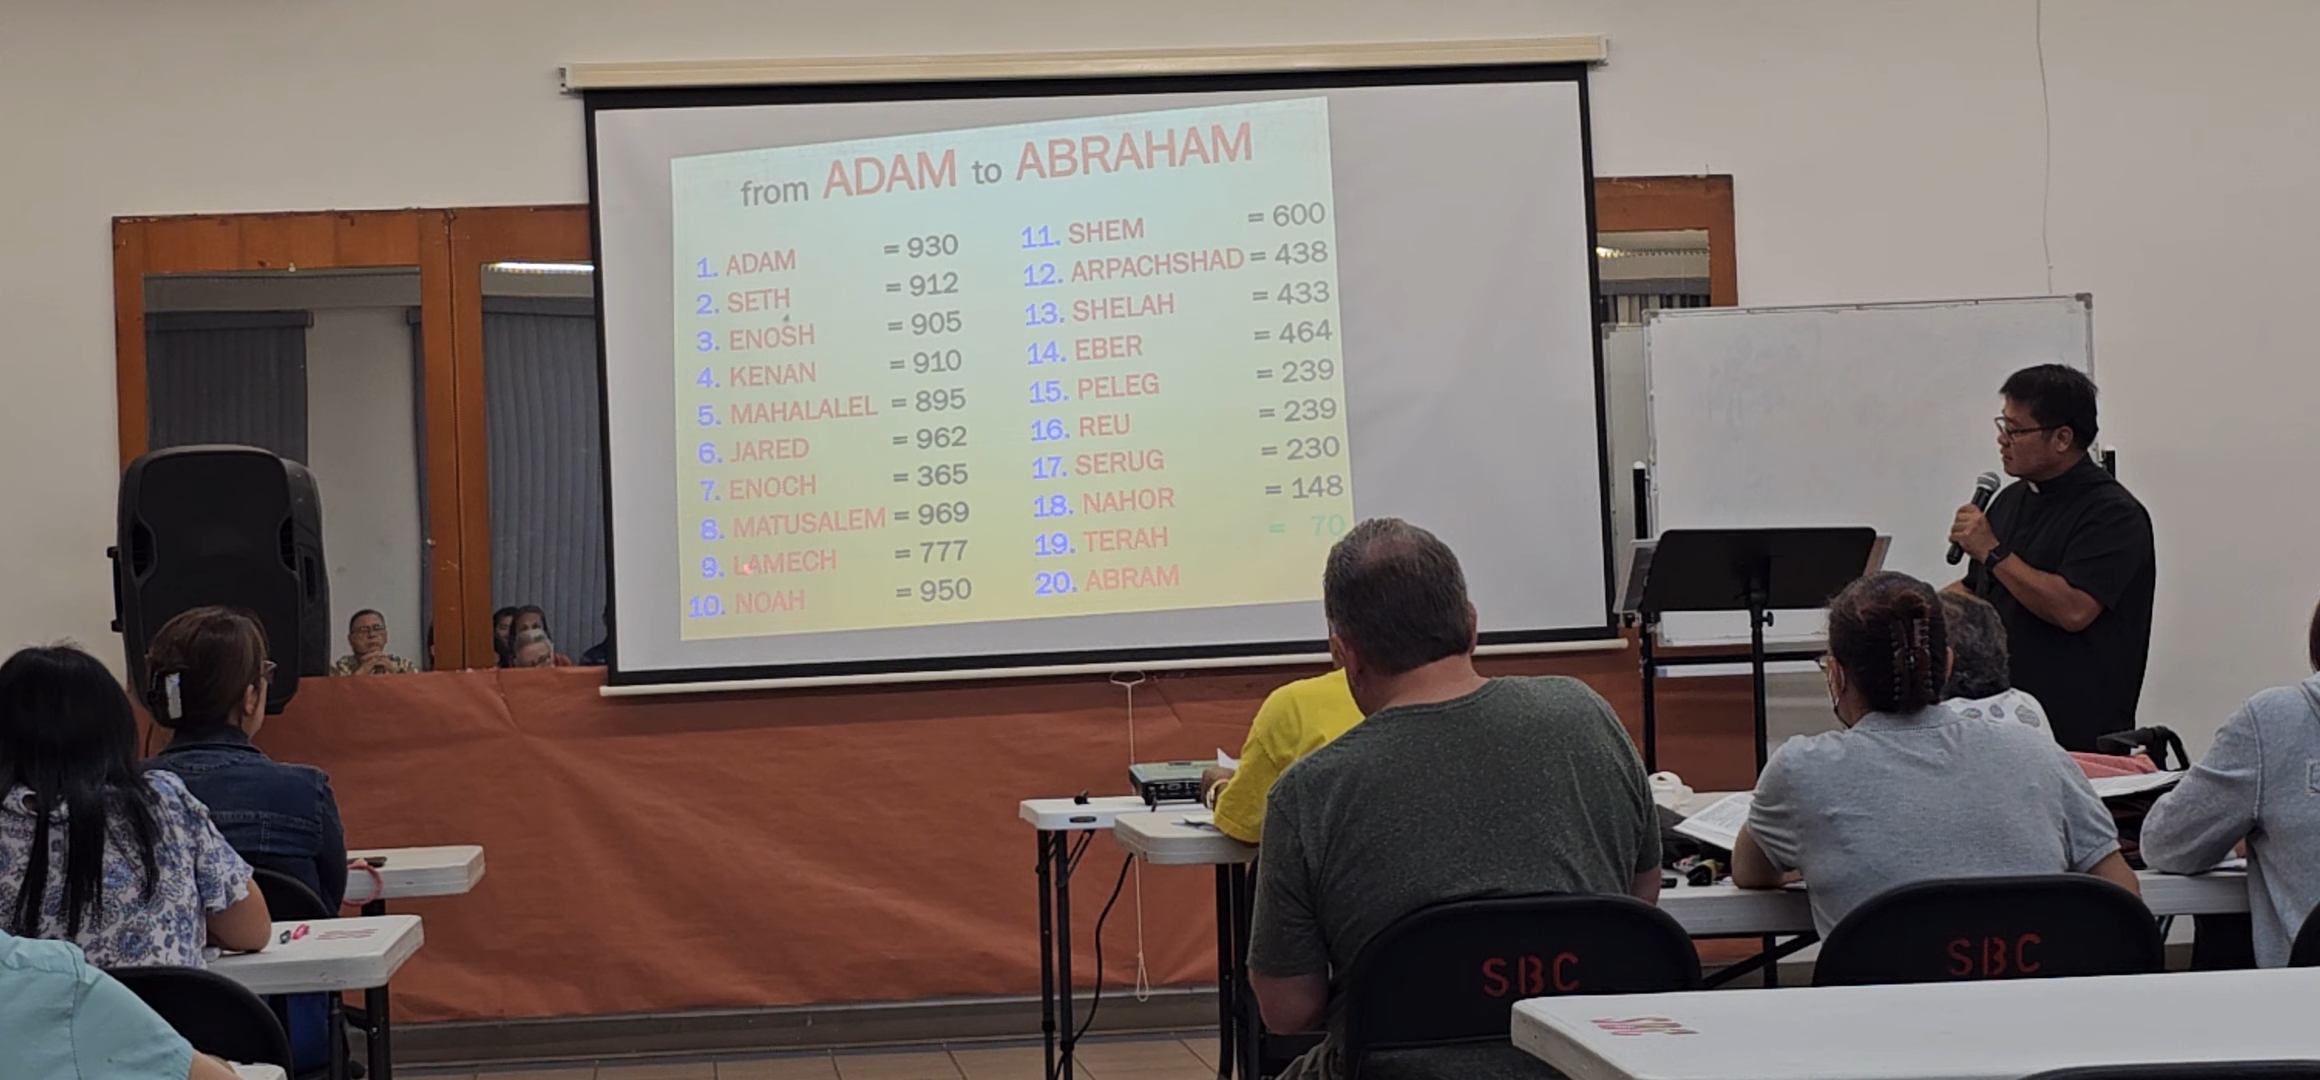 from ADAM to ABRAHAM
1. ADAM = 930
2. SETH = 912
3. ENOSH = 905
4. KENAN = 910
5. MAHALALEL = 895
6. JARED = 962
7. ENOCH = 365
8. MATUSALEM = 969
9. LAMECH = 777
10. NOAH = 950
11. SHEM = 600
12. ARPACHSHAD = 438
13. SHELAH = 433
14. EBER = 464
15. PELEG = 239
16. REU = 239
17. SERUG = 230
18. NAHOR = 148
19. TERAH = 70
20. ABRAM
SBC
SBC
SBC